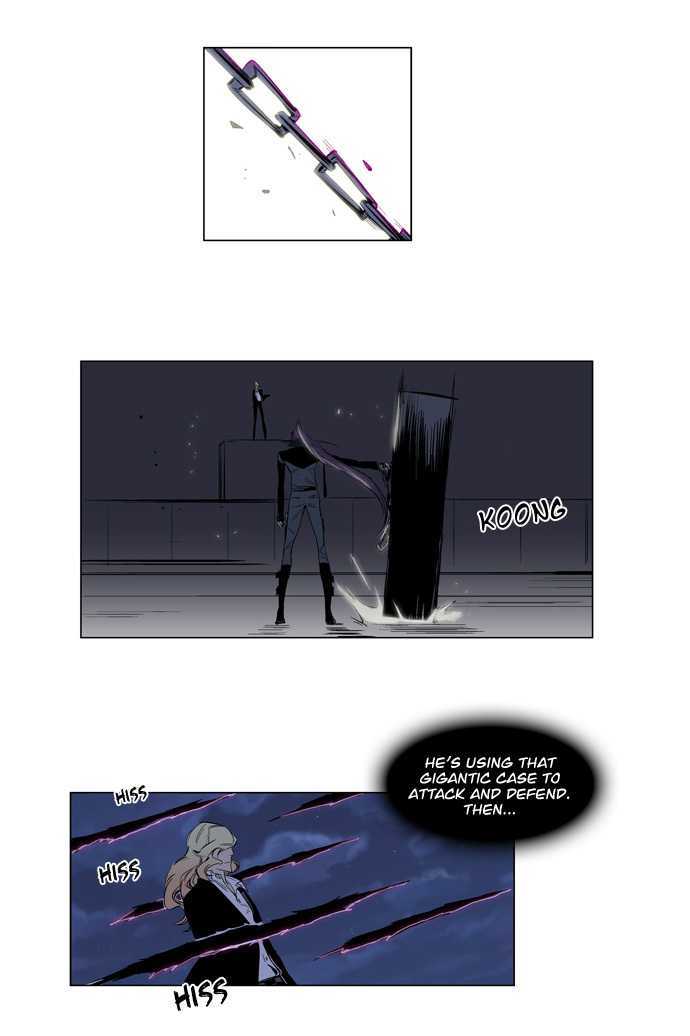 KOONG
HE'S USING THAT
GIGANTIC CASE TO
ATTACK AND DEFEND.
THEN...
HISS
HISS
HISS